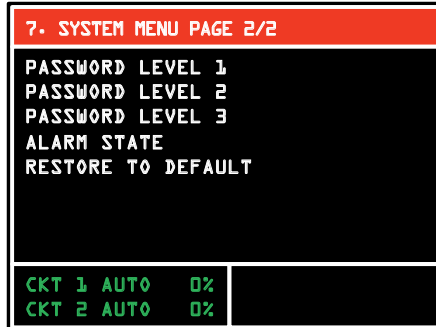 7. SYSTEM MENU PAGE 2/2
PASSWORD LEVEL 1
PASSWORD LEVEL 2
PASSWORD LEVEL 3
ALARM STATE
RESTORE TO DEFAULT
CKT 1 AUTO 0%
CKT 2 AUTO 0%